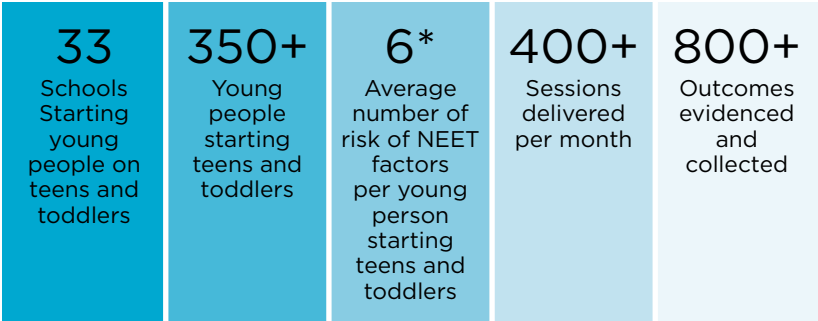 33
Schools
Starting
young
people on
teens and
toddlers
350+
Young
people
starting
teens and
toddlers
6*
Average
number of
risk of NEET
factors
per young
person
starting
teens and
toddlers
400+
Sessions
delivered
per month
800+
Outcomes
evidenced
and
collected